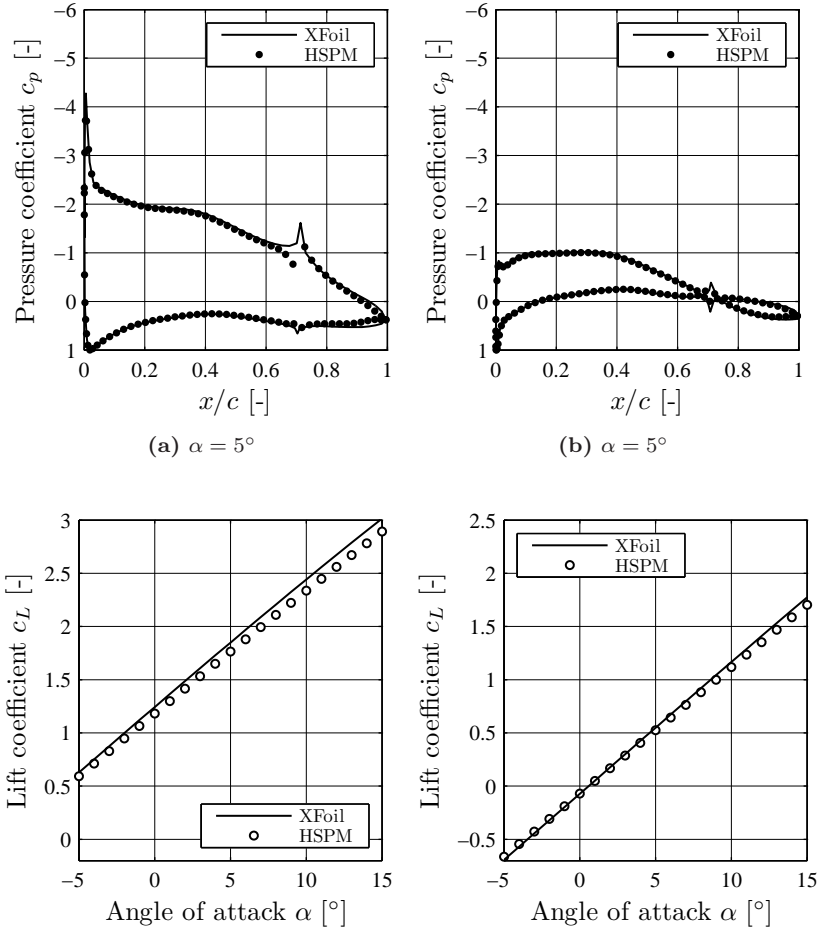 −6
−5
−4
−3
−2
−1
0
1
Pressure coefficient c_p [-]
XFoil
HSPM
0 0.2 0.4 0.6 0.8 1
x/c [-]
(a) α = 5°
−6
−5
−4
−3
−2
−1
0
1
Pressure coefficient c_p [-]
XFoil
HSPM
0 0.2 0.4 0.6 0.8 1
x/c [-]
(b) α = 5°
3
2.5
2
1.5
1
0.5
0
Lift coefficient c_L [-]
XFoil
HSPM
−5 0 5 10 15
Angle of attack α [°]
2.5
2
1.5
1
0.5
0
−0.5
Lift coefficient c_L [-]
XFoil
HSPM
−5 0 5 10 15
Angle of attack α [°]